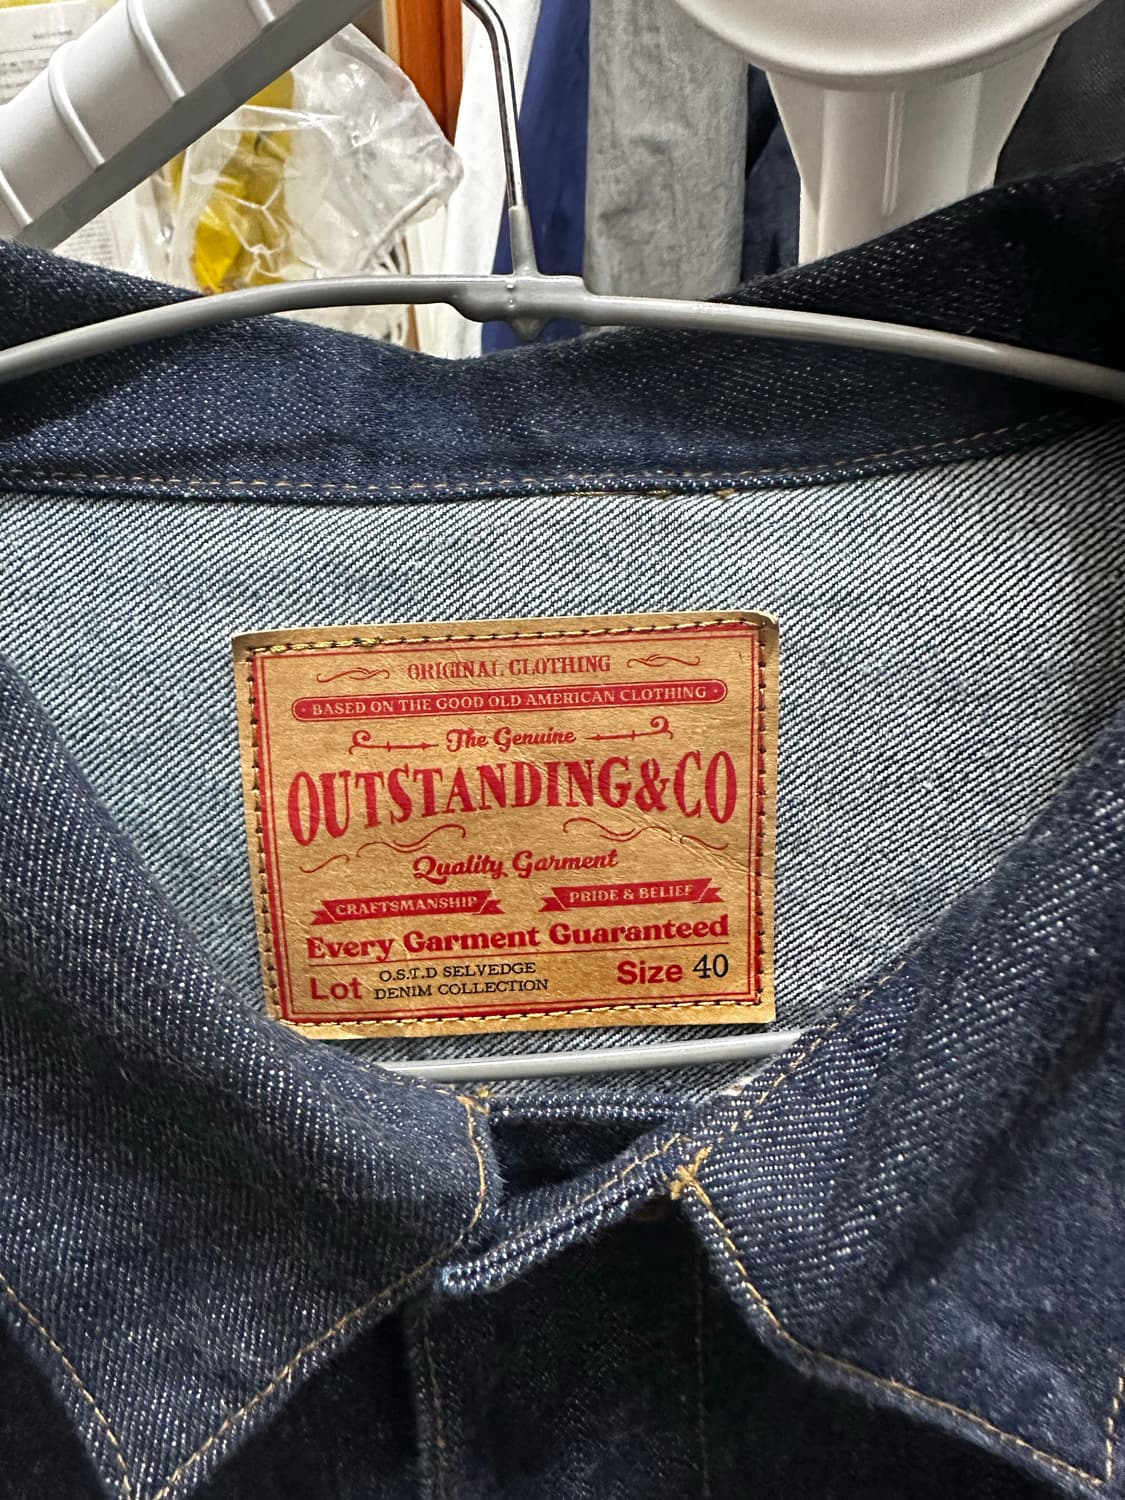 ORIGINAL CLOTHING
· BASED ON THE GOOD OLD AMERICAN CLOTHING ·
The Genuine
OUTSTANDING&CO
Quality Garment
CRAFTSMANSHIP PRIDE & BELIEF
Every Garment Guaranteed
Lot O.S.T.D SELVEDGE DENIM COLLECTION Size 40